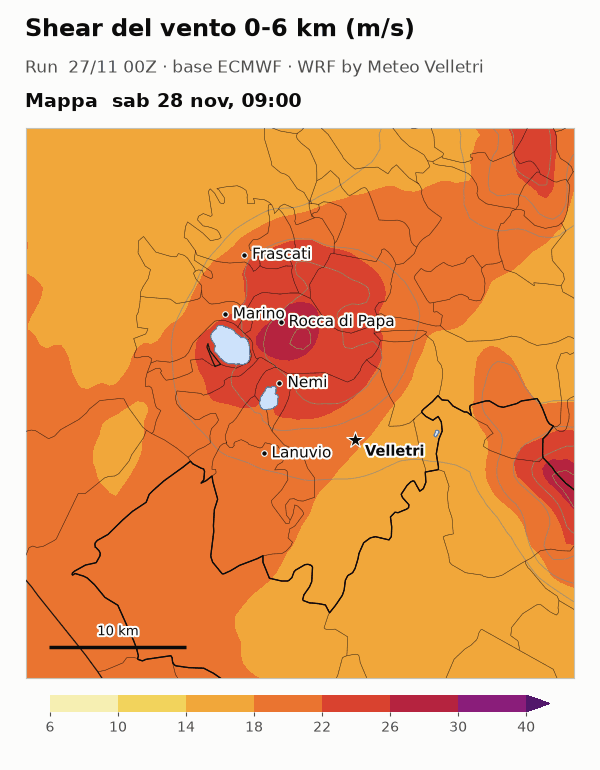 Shear del vento 0-6 km (m/s)
Run  27/11 00Z · base ECMWF · WRF by Meteo Velletri
Mappa  sab 28 nov, 09:00
Frascati
Marino
Rocca di Papa
Nemi
Velletri
Lanuvio
10 km
6 10 14 18 22 26 30 40